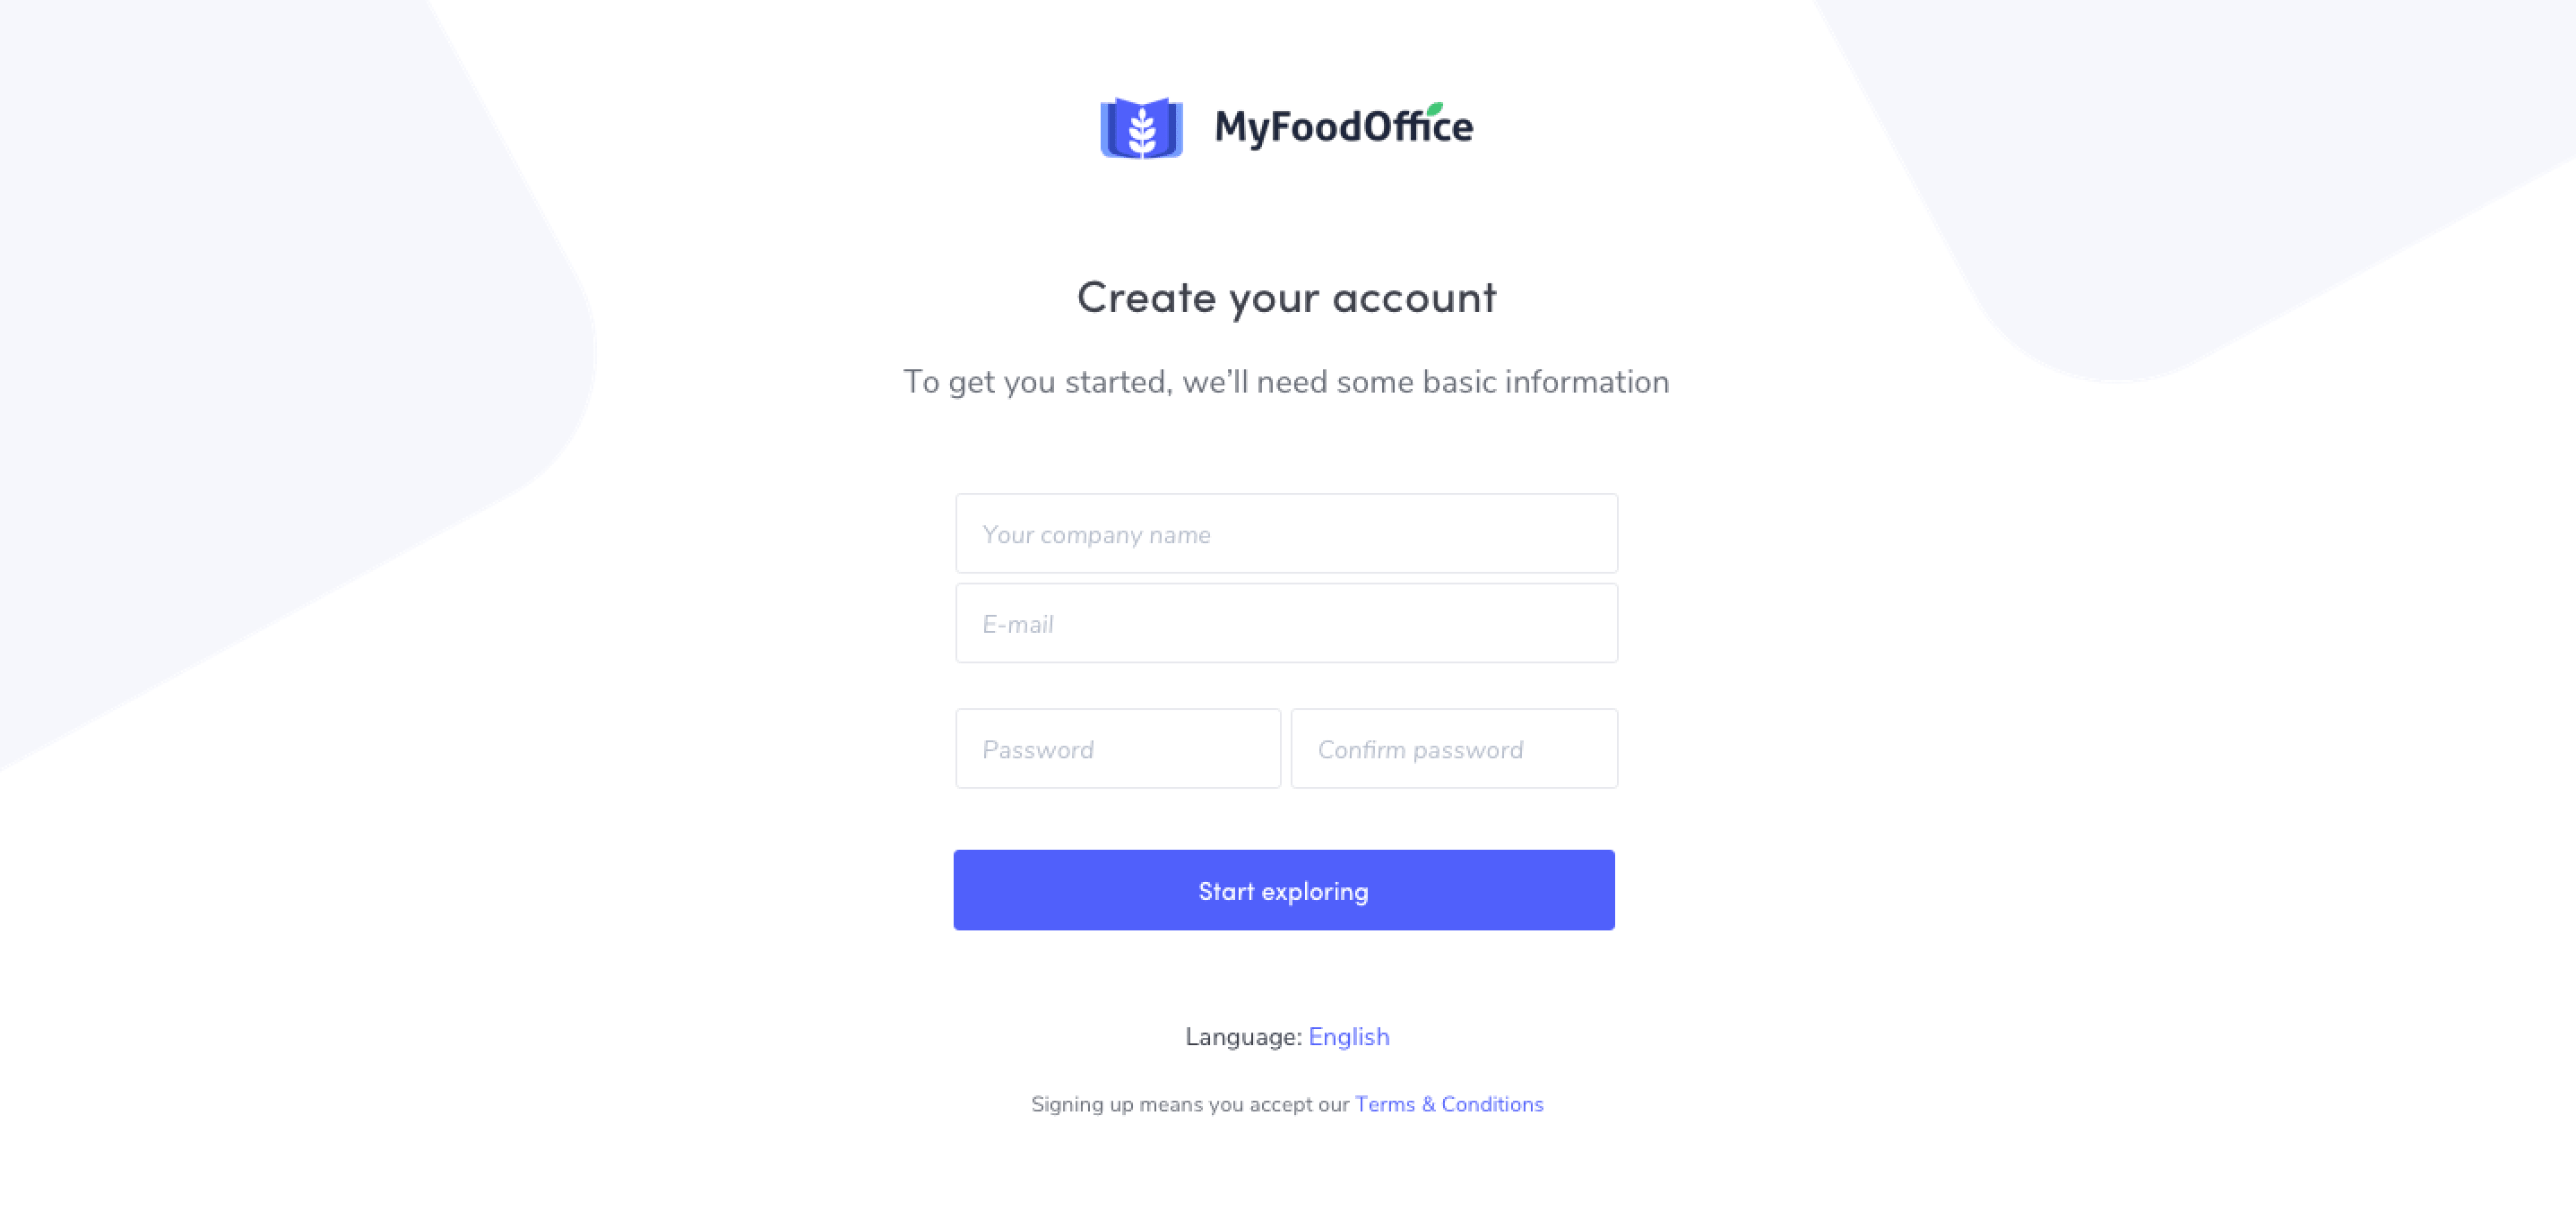 MyFoodOffice
Create your account
To get you started, we'll need some basic information
Your company name
E-mail
Password
Confirm password
Start exploring
Language: English
Signing up means you accept our Terms & Conditions